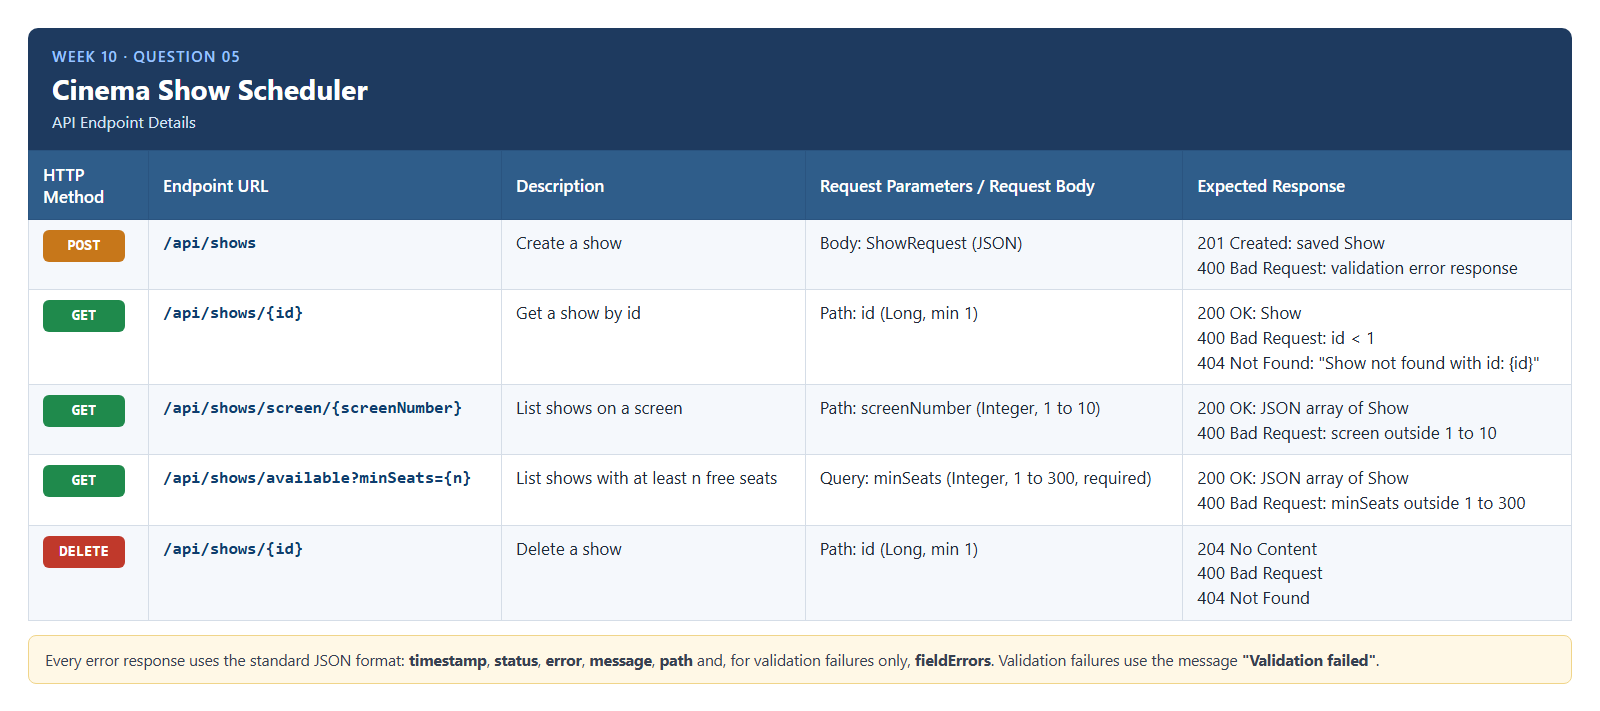 WEEK 10 · QUESTION 05
Cinema Show Scheduler
API Endpoint Details
HTTP Method
Endpoint URL
Description
Request Parameters / Request Body
Expected Response
POST
/api/shows
Create a show
Body: ShowRequest (JSON)
201 Created: saved Show
400 Bad Request: validation error response
GET
/api/shows/{id}
Get a show by id
Path: id (Long, min 1)
200 OK: Show
400 Bad Request: id < 1
404 Not Found: "Show not found with id: {id}"
GET
/api/shows/screen/{screenNumber}
List shows on a screen
Path: screenNumber (Integer, 1 to 10)
200 OK: JSON array of Show
400 Bad Request: screen outside 1 to 10
GET
/api/shows/available?minSeats={n}
List shows with at least n free seats
Query: minSeats (Integer, 1 to 300, required)
200 OK: JSON array of Show
400 Bad Request: minSeats outside 1 to 300
DELETE
/api/shows/{id}
Delete a show
Path: id (Long, min 1)
204 No Content
400 Bad Request
404 Not Found
Every error response uses the standard JSON format: timestamp, status, error, message, path and, for validation failures only, fieldErrors. Validation failures use the message "Validation failed".